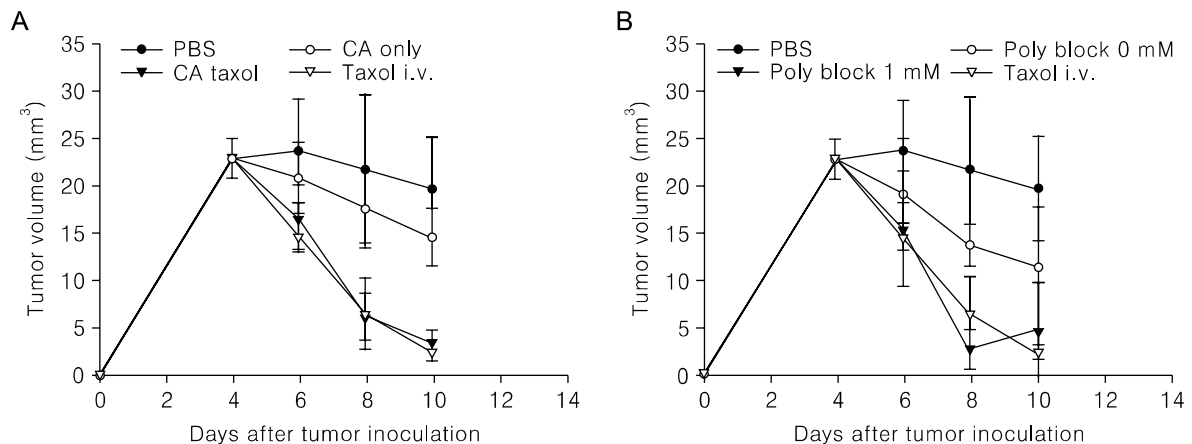 A
PBS
CA only
CA taxol
Taxol i.v.
35
30
25
20
15
10
5
0
Tumor volume (mm³)
0 2 4 6 8 10 12 14
Days after tumor inoculation
B
PBS
Poly block 0 mM
Poly block 1 mM
Taxol i.v.
35
30
25
20
15
10
5
0
Tumor volume (mm³)
0 2 4 6 8 10 12 14
Days after tumor inoculation